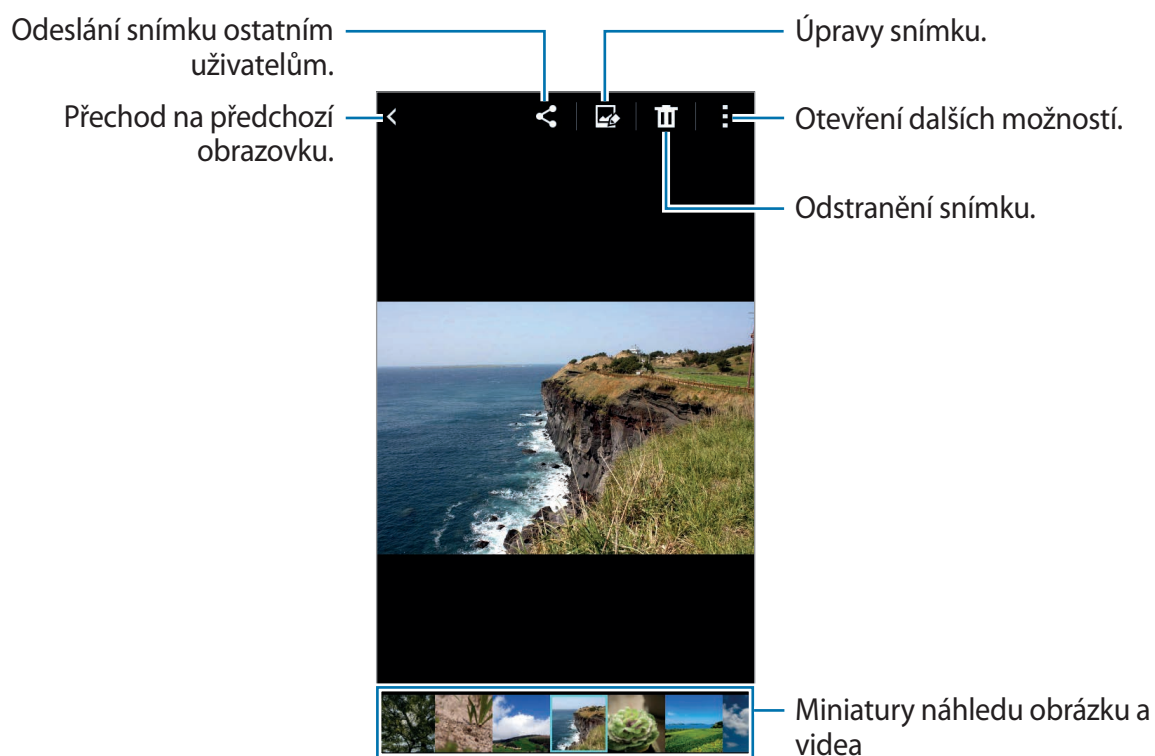 Odeslání snímku ostatním
uživatelům.
Přechod na předchozí
obrazovku.
Úpravy snímku.
Otevření dalších možností.
Odstranění snímku.
Miniatury náhledu obrázku a
videa